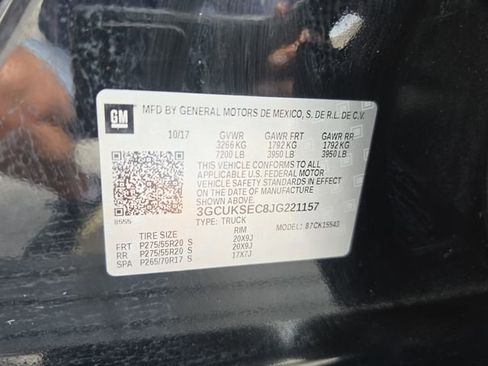 GM
MFD BY GENERAL MOTORS DE MEXICO, S. DE R.L. DE C.V.
10/17 GVWR GAWR FRT GAWR RR
3266 KG 1792 KG 1792 KG
7200 LB 3950 LB 3950 LB
THIS VEHICLE CONFORMS TO ALL
APPLICABLE U.S. FEDERAL MOTOR
VEHICLE SAFETY STANDARDS IN EFFECT
ON THE DATE OF MANUFACTURE
SHOWN ABOVE.
3GCUKSEC8JG221157
8555 TYPE: TRUCK MODEL: 87CK15543
TIRE SIZE RIM
FRT P275/55R20 S 20X9J
RR P275/55R20 S 20X9J
SPA P265/70R17 S 17X7J